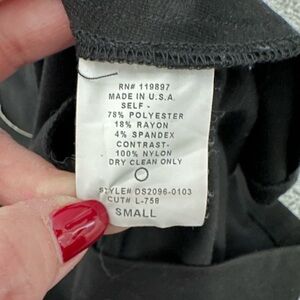 RN# 119897
MADE IN U.S.A.
SELF -
78% POLYESTER
18% RAYON
4% SPANDEX
CONTRAST-
100% NYLON
DRY CLEAN ONLY
STYLE# DS2096-0103
CUT# L-758
SMALL